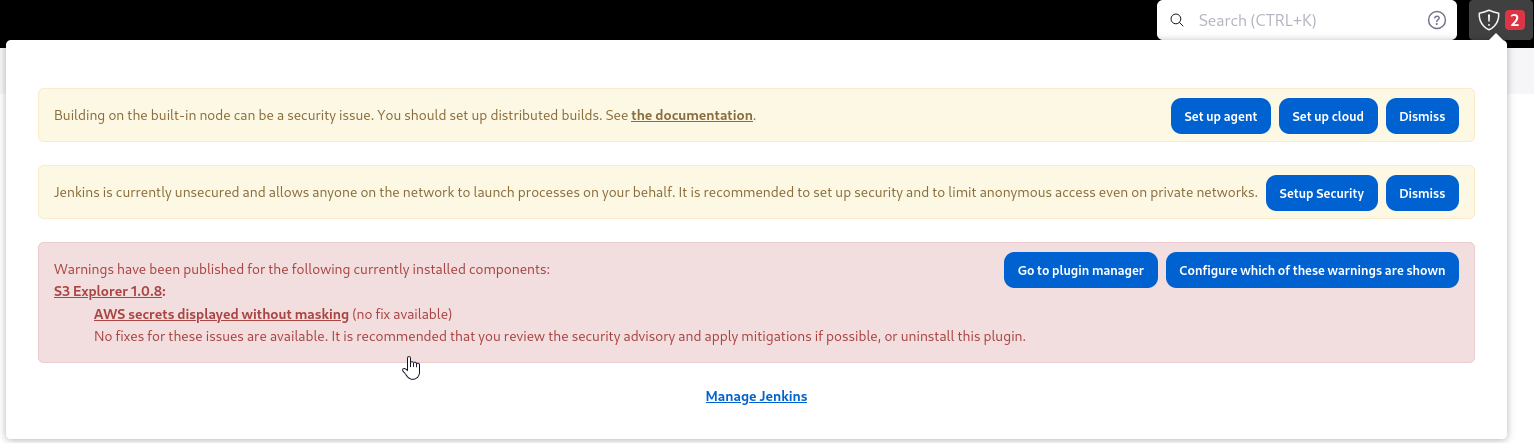 Search (CTRL+K)
2
Building on the built-in node can be a security issue. You should set up distributed builds. See the documentation.
Set up agent
Set up cloud
Dismiss
Jenkins is currently unsecured and allows anyone on the network to launch processes on your behalf. It is recommended to set up security and to limit anonymous access even on private networks.
Setup Security
Dismiss
Warnings have been published for the following currently installed components:
Go to plugin manager
Configure which of these warnings are shown
S3 Explorer 1.0.8:
AWS secrets displayed without masking (no fix available)
No fixes for these issues are available. It is recommended that you review the security advisory and apply mitigations if possible, or uninstall this plugin.
Manage Jenkins